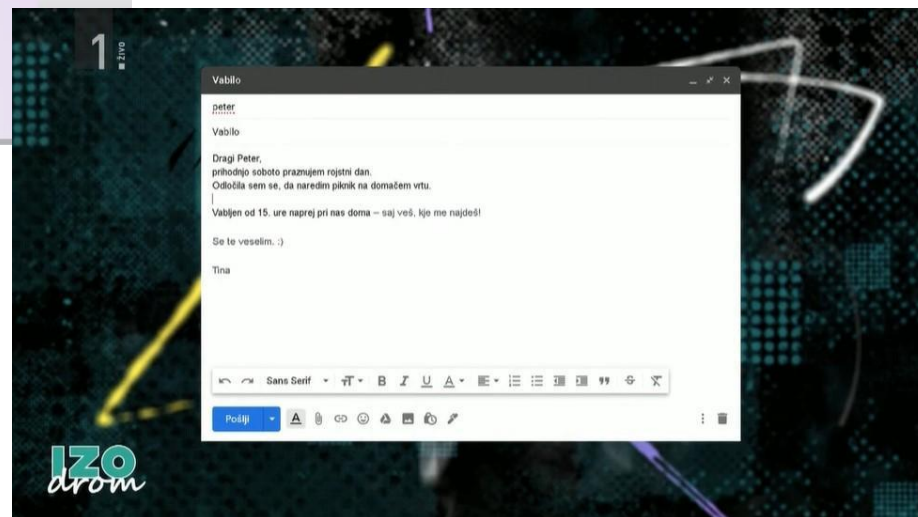 1
ŽIVO
Vabilo
peter
Vabilo
Dragi Peter,
prihodnjo soboto praznujem rojstni dan.
Odločila sem se, da naredim piknik na domačem vrtu.
Vabljen od 15. ure naprej pri nas doma – saj veš, kje me najdeš!
Se te veselim. :)
Tina
Sans Serif
Pošlji
IZO
drom